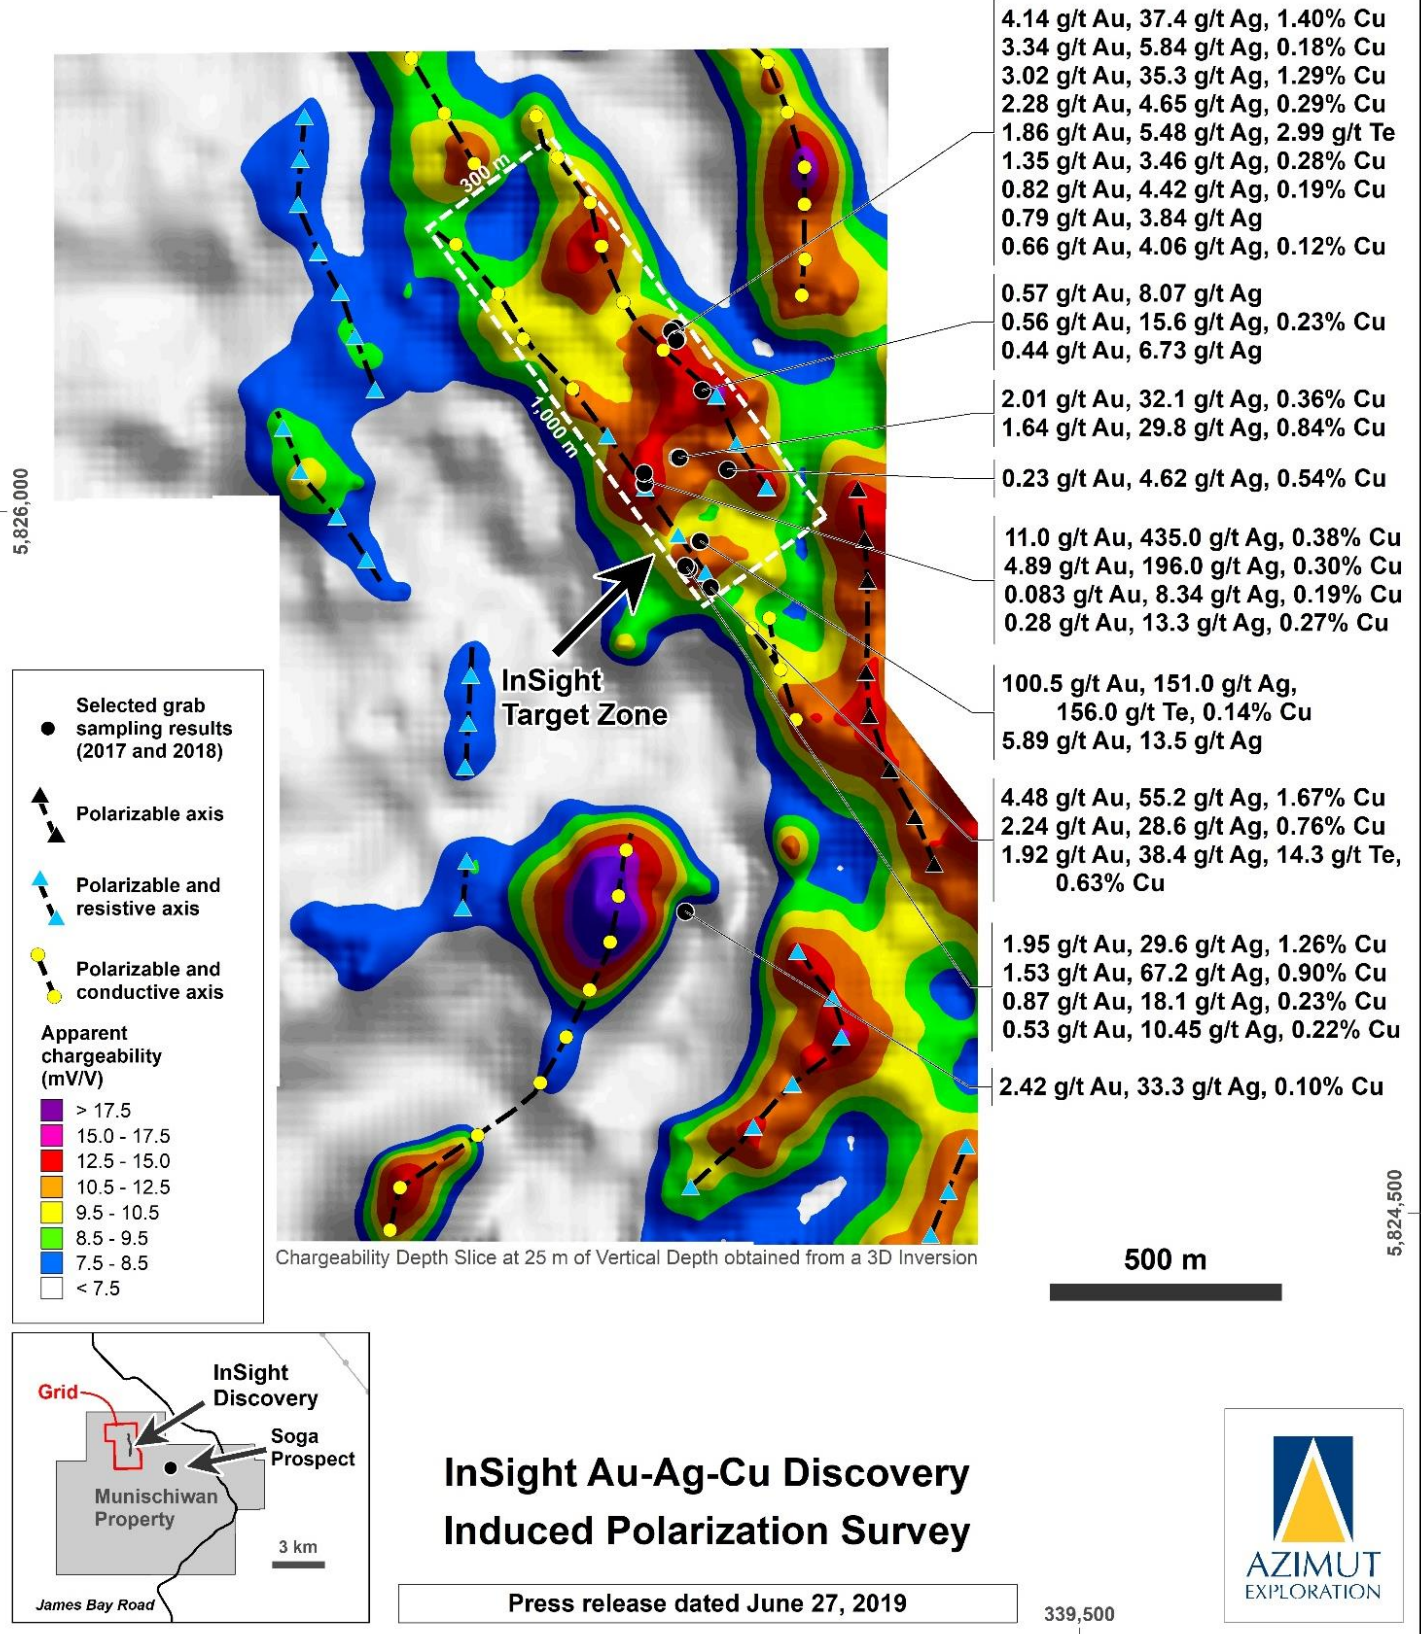 4.14 g/t Au, 37.4 g/t Ag, 1.40% Cu
3.34 g/t Au, 5.84 g/t Ag, 0.18% Cu
3.02 g/t Au, 35.3 g/t Ag, 1.29% Cu
2.28 g/t Au, 4.65 g/t Ag, 0.29% Cu
1.86 g/t Au, 5.48 g/t Ag, 2.99 g/t Te
1.35 g/t Au, 3.46 g/t Ag, 0.28% Cu
0.82 g/t Au, 4.42 g/t Ag, 0.19% Cu
0.79 g/t Au, 3.84 g/t Ag
0.66 g/t Au, 4.06 g/t Ag, 0.12% Cu
0.57 g/t Au, 8.07 g/t Ag
0.56 g/t Au, 15.6 g/t Ag, 0.23% Cu
0.44 g/t Au, 6.73 g/t Ag
2.01 g/t Au, 32.1 g/t Ag, 0.36% Cu
1.64 g/t Au, 29.8 g/t Ag, 0.84% Cu
0.23 g/t Au, 4.62 g/t Ag, 0.54% Cu
11.0 g/t Au, 435.0 g/t Ag, 0.38% Cu
4.89 g/t Au, 196.0 g/t Ag, 0.30% Cu
0.083 g/t Au, 8.34 g/t Ag, 0.19% Cu
0.28 g/t Au, 13.3 g/t Ag, 0.27% Cu
100.5 g/t Au, 151.0 g/t Ag,
156.0 g/t Te, 0.14% Cu
5.89 g/t Au, 13.5 g/t Ag
4.48 g/t Au, 55.2 g/t Ag, 1.67% Cu
2.24 g/t Au, 28.6 g/t Ag, 0.76% Cu
1.92 g/t Au, 38.4 g/t Ag, 14.3 g/t Te,
0.63% Cu
1.95 g/t Au, 29.6 g/t Ag, 1.26% Cu
1.53 g/t Au, 67.2 g/t Ag, 0.90% Cu
0.87 g/t Au, 18.1 g/t Ag, 0.23% Cu
0.53 g/t Au, 10.45 g/t Ag, 0.22% Cu
2.42 g/t Au, 33.3 g/t Ag, 0.10% Cu
300 m
1,000 m
5,826,000
InSight
Target Zone
Selected grab
sampling results
(2017 and 2018)
Polarizable axis
Polarizable and
resistive axis
Polarizable and
conductive axis
Apparent
chargeability
(mV/V)
> 17.5
15.0 - 17.5
12.5 - 15.0
10.5 - 12.5
9.5 - 10.5
8.5 - 9.5
7.5 - 8.5
< 7.5
Chargeability Depth Slice at 25 m of Vertical Depth obtained from a 3D Inversion
5,824,500
500 m
InSight
Discovery
Grid
Soga
Prospect
Munischiwan
Property
3 km
James Bay Road
InSight Au-Ag-Cu Discovery
Induced Polarization Survey
Press release dated June 27, 2019
339,500
AZIMUT
EXPLORATION